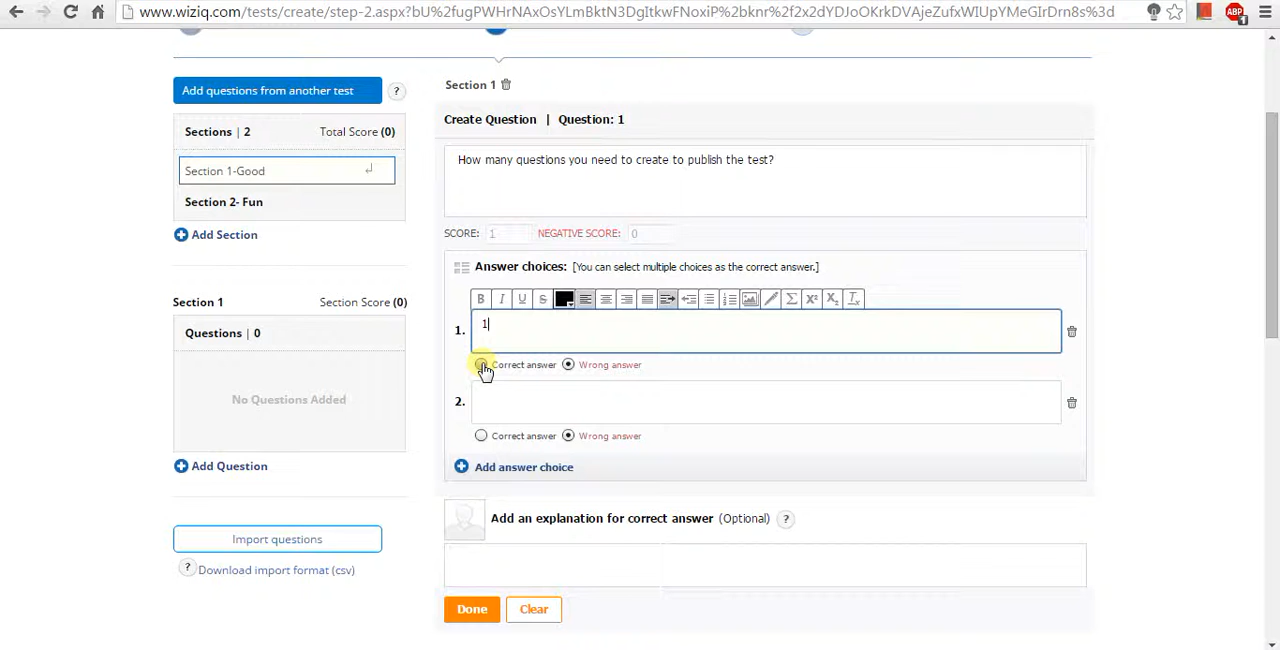 www.wiziq.com/tests/create/step-2.aspx?bU%2fugPWHrNAxOsYLmBktN3DgItkwFNoxiP%2bknr%2f2x2dYDJoOKrkDVAjeZufxWIUpYMeGIrDrn8s%3d
ABP
1
Add questions from another test
?
Section 1
Sections | 2
Total Score (0)
Create Question | Question: 1
Section 1-Good
How many questions you need to create to publish the test?
Section 2- Fun
Add Section
SCORE: 1 NEGATIVE SCORE: 0
Answer choices: [You can select multiple choices as the correct answer.]
B I U S
Σ X² X₂ Tx
Section 1
Section Score (0)
1. 1
Questions | 0
Correct answer Wrong answer
No Questions Added
2.
Correct answer Wrong answer
Add Question
Add answer choice
Add an explanation for correct answer (Optional) ?
Import questions
? Download import format (csv)
Done
Clear